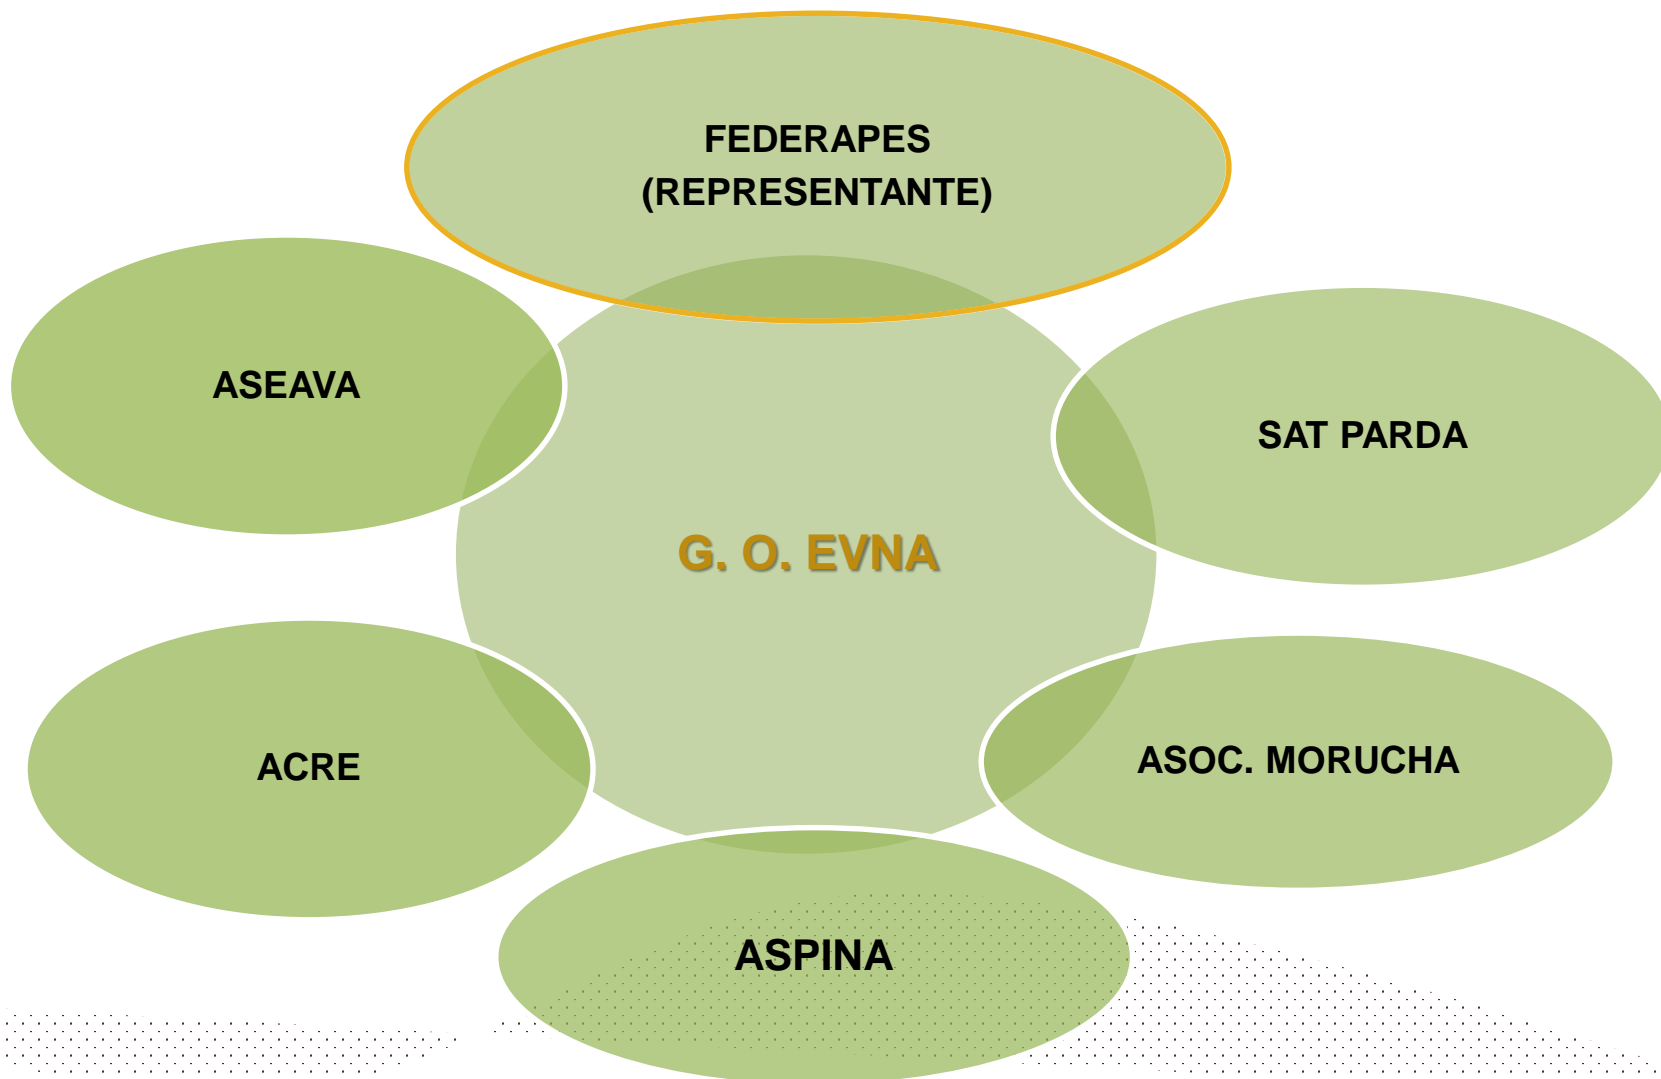 FEDERAPES
(REPRESENTANTE)
ASEAVA
SAT PARDA
G. O. EVNA
ACRE
ASOC. MORUCHA
ASPINA